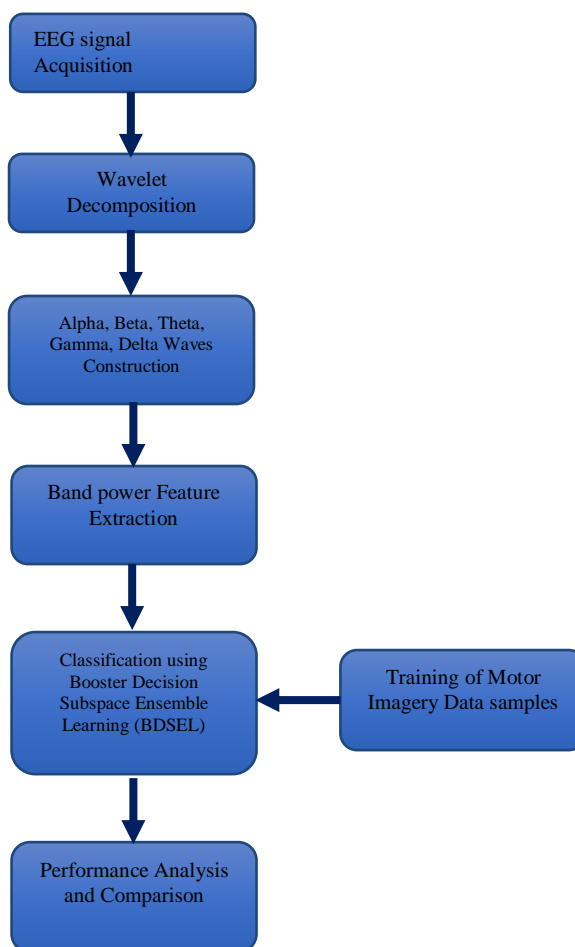 EEG signal
Acquisition
Wavelet
Decomposition
Alpha, Beta, Theta,
Gamma, Delta Waves
Construction
Band power Feature
Extraction
Classification using
Booster Decision
Subspace Ensemble
Learning (BDSEL)
Training of Motor
Imagery Data samples
Performance Analysis
and Comparison